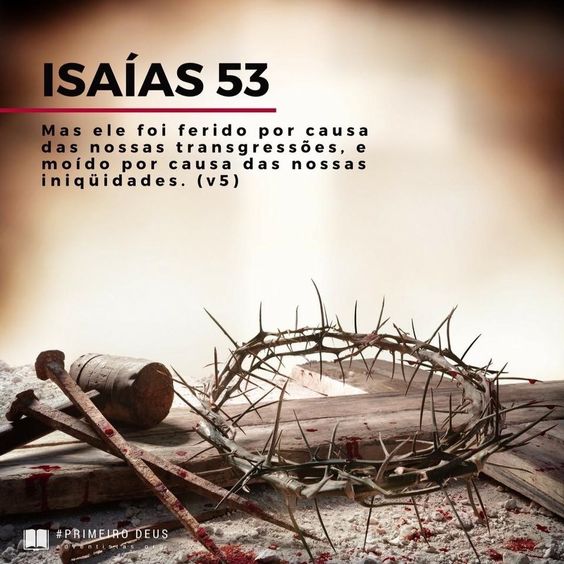 ISAÍAS 53
Mas ele foi ferido por causa
das nossas transgressões, e
moído por causa das nossas
iniqüidades. (v5)
#PRIMEIRO DEUS